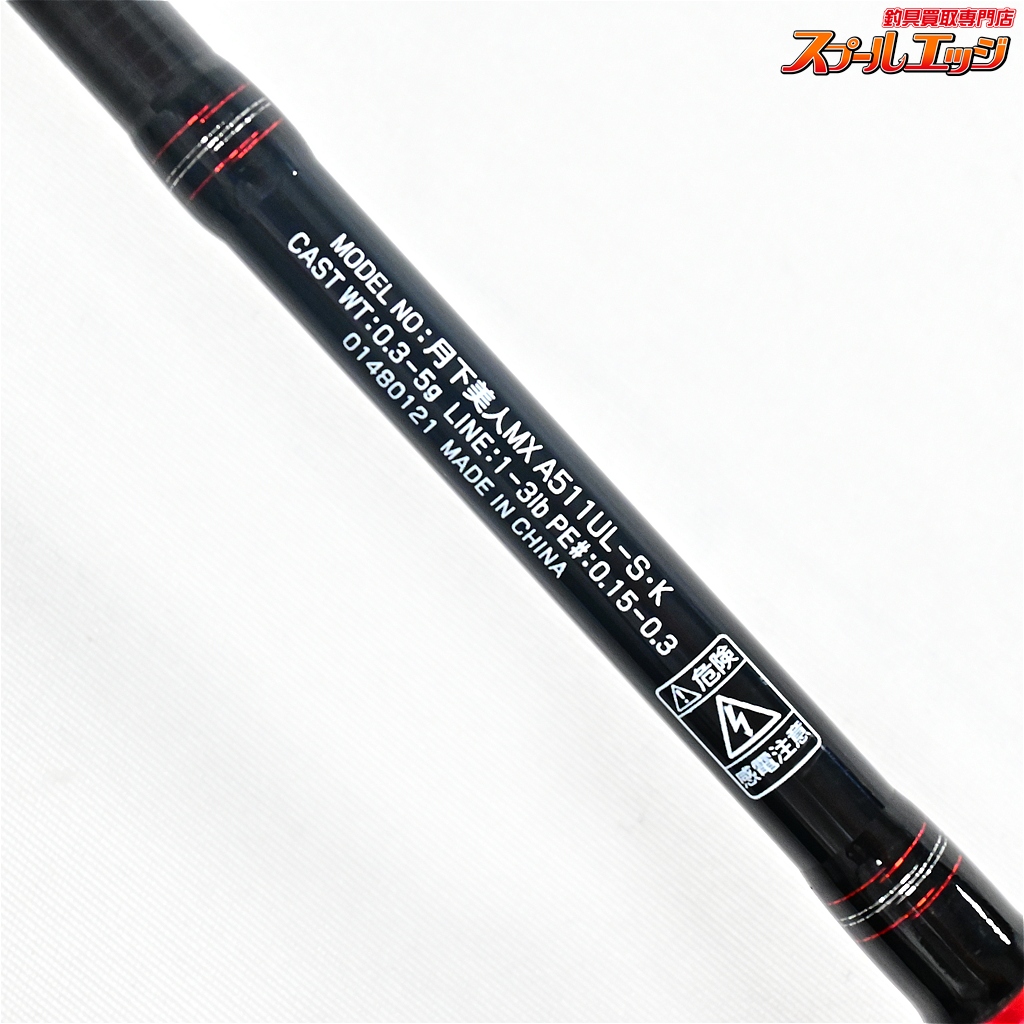 釣具買取専門店
スプールエッジ
MODEL NO:月下美人MX A511UL-S・K
CAST WT:0.3-5g LINE:1-3lb PE#:0.15-0.3
01480121 MADE IN CHINA
危険
感電注意